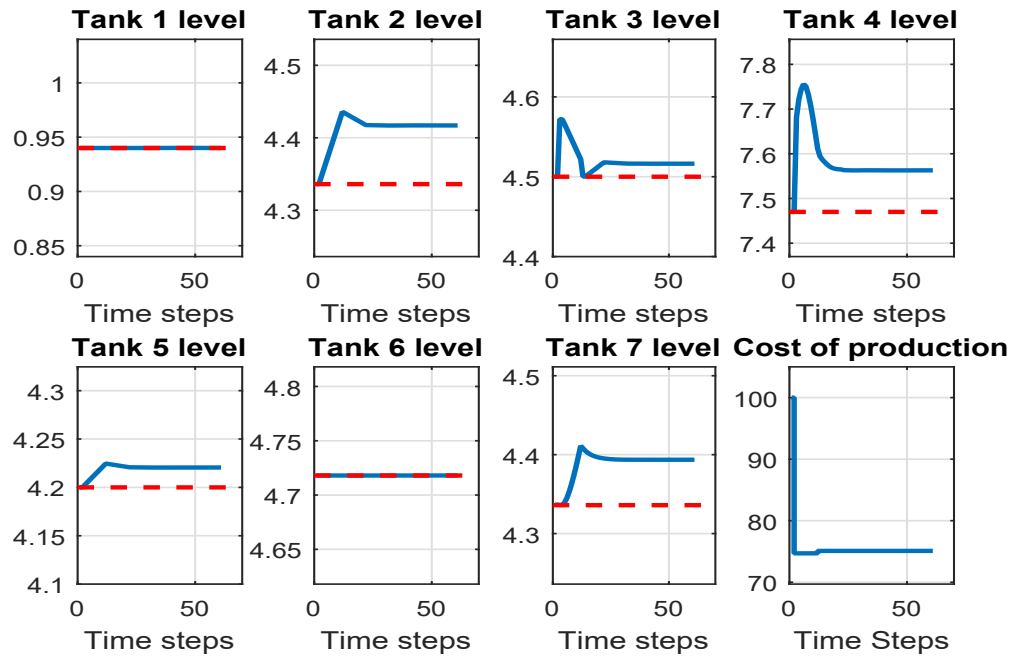 Tank 1 level
Tank 2 level
Tank 3 level
Tank 4 level
1
0.95
0.9
0.85
0
50
Time steps
4.5
4.4
4.3
0
50
Time steps
4.6
4.5
4.4
0
50
Time steps
7.8
7.7
7.6
7.5
7.4
0
50
Time steps
Tank 5 level
Tank 6 level
Tank 7 level
Cost of production
4.3
4.25
4.2
4.15
4.1
0
50
Time steps
4.8
4.75
4.7
4.65
0
50
Time steps
4.5
4.4
4.3
0
50
Time steps
100
90
80
70
0
50
Time Steps